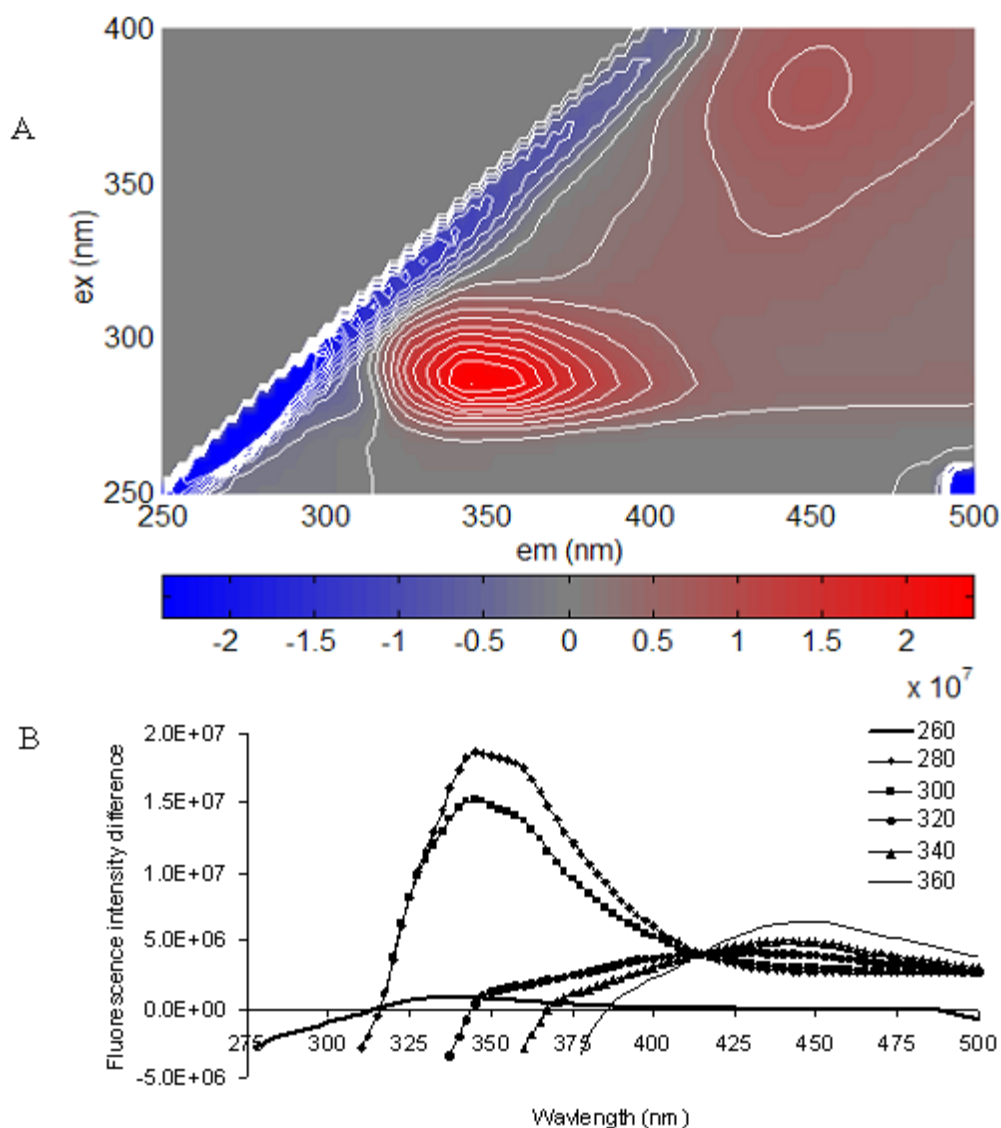 A
400
350
300
250
ex (nm)
250 300 350 400 450 500
em (nm)
-2 -1.5 -1 -0.5 0 0.5 1 1.5 2
x 10^7
B
Fluorescence intensity difference
2.0E+07
1.5E+07
1.0E+07
5.0E+06
0.0E+00
-5.0E+06
275 300 325 350 375 400 425 450 475 500
Wavlength (nm)
260
280
300
320
340
360